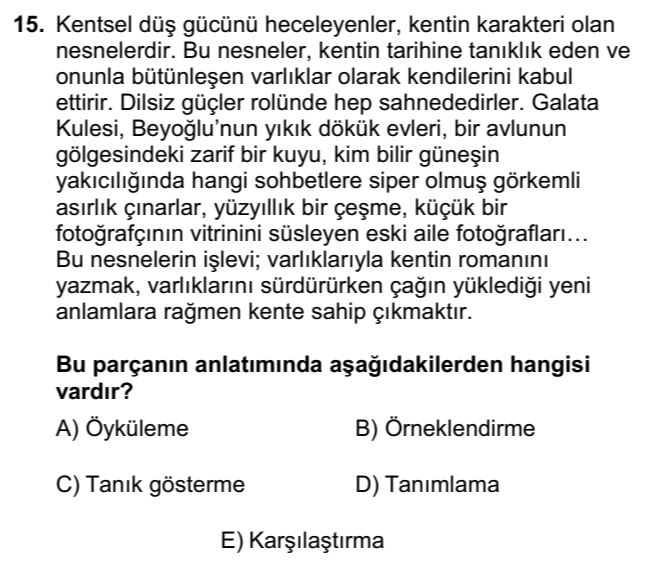 15. Kentsel düş gücünü heceleyenler, kentin karakteri olan
nesnelerdir. Bu nesneler, kentin tarihine tanıklık eden ve
onunla bütünleşen varlıklar olarak kendilerini kabul
ettirir. Dilsiz güçler rolünde hep sahnededirler. Galata
Kulesi, Beyoğlu’nun yıkık dökük evleri, bir avlunun
gölgesindeki zarif bir kuyu, kim bilir güneşin
yakıcılığında hangi sohbetlere siper olmuş görkemli
asırlık çınarlar, yüzyıllık bir çeşme, küçük bir
fotoğrafçının vitrinini süsleyen eski aile fotoğrafları…
Bu nesnelerin işlevi; varlıklarıyla kentin romanını
yazmak, varlıklarını sürdürürken çağın yüklediği yeni
anlamlara rağmen kente sahip çıkmaktır.
Bu parçanın anlatımında aşağıdakilerden hangisi
vardır?
A) Öyküleme B) Örneklendirme
C) Tanık gösterme D) Tanımlama
E) Karşılaştırma